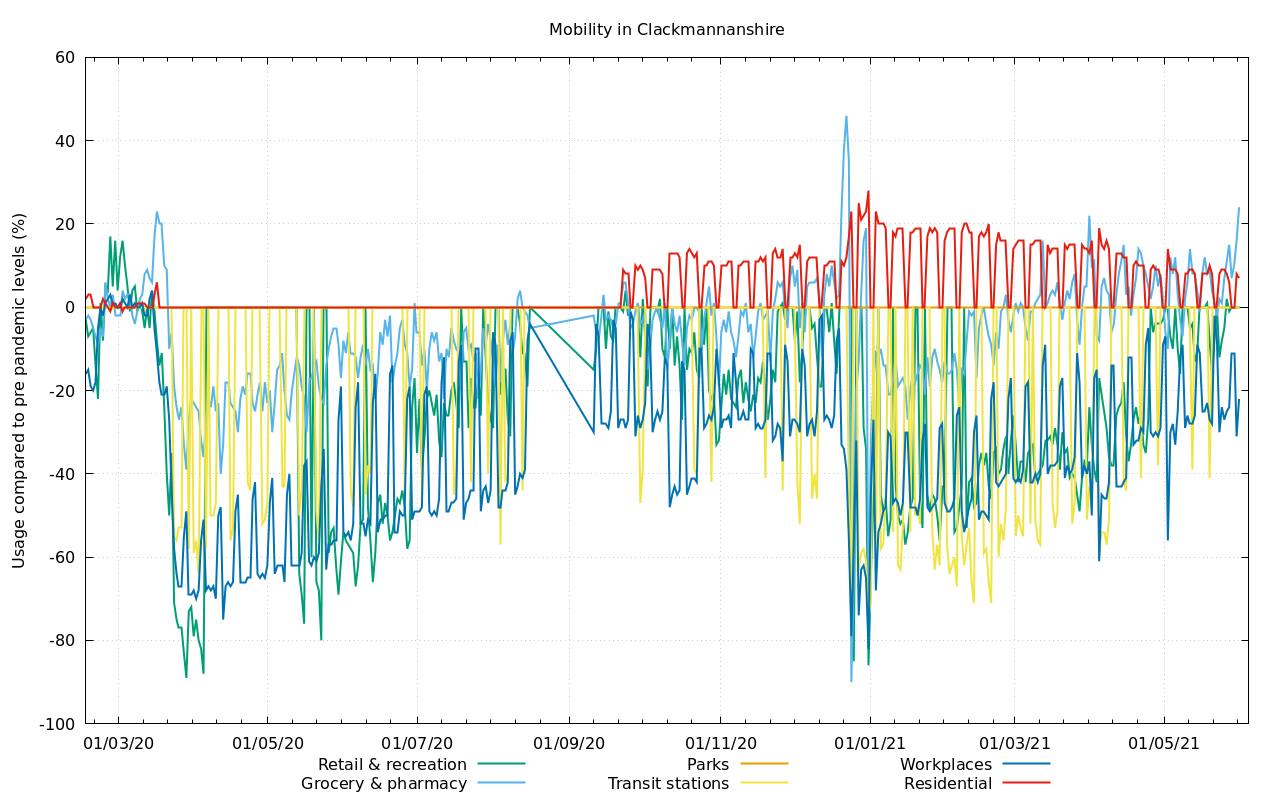 Mobility in Clackmannanshire
Usage compared to pre pandemic levels (%)
60
40
20
0
-20
-40
-60
-80
-100
01/03/20 01/05/20 01/07/20 01/09/20 01/11/20 01/01/21 01/03/21 01/05/21
Retail & recreation Parks Workplaces
Grocery & pharmacy Transit stations Residential